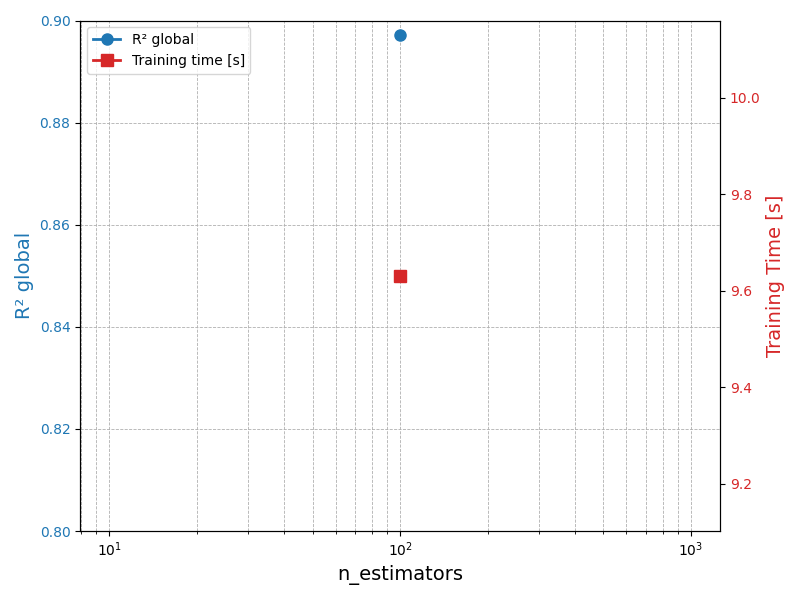 R² global
Training time [s]
0.90
0.88
0.86
0.84
0.82
0.80
R² global
10.0
9.8
9.6
9.4
9.2
Training Time [s]
10¹
10²
10³
n_estimators